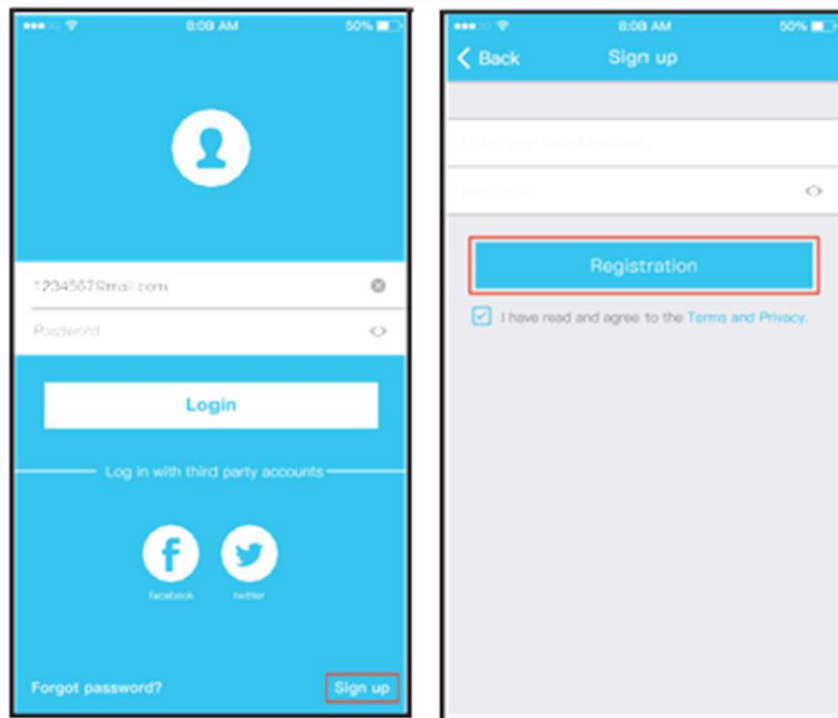 8:08 AM 50%
1234567@mail.com
Password
Login
Log in with third party accounts
facebook twitter
Forgot password? Sign up
8:08 AM 50%
Back Sign up
Registration
I have read and agree to the Terms and Privacy.